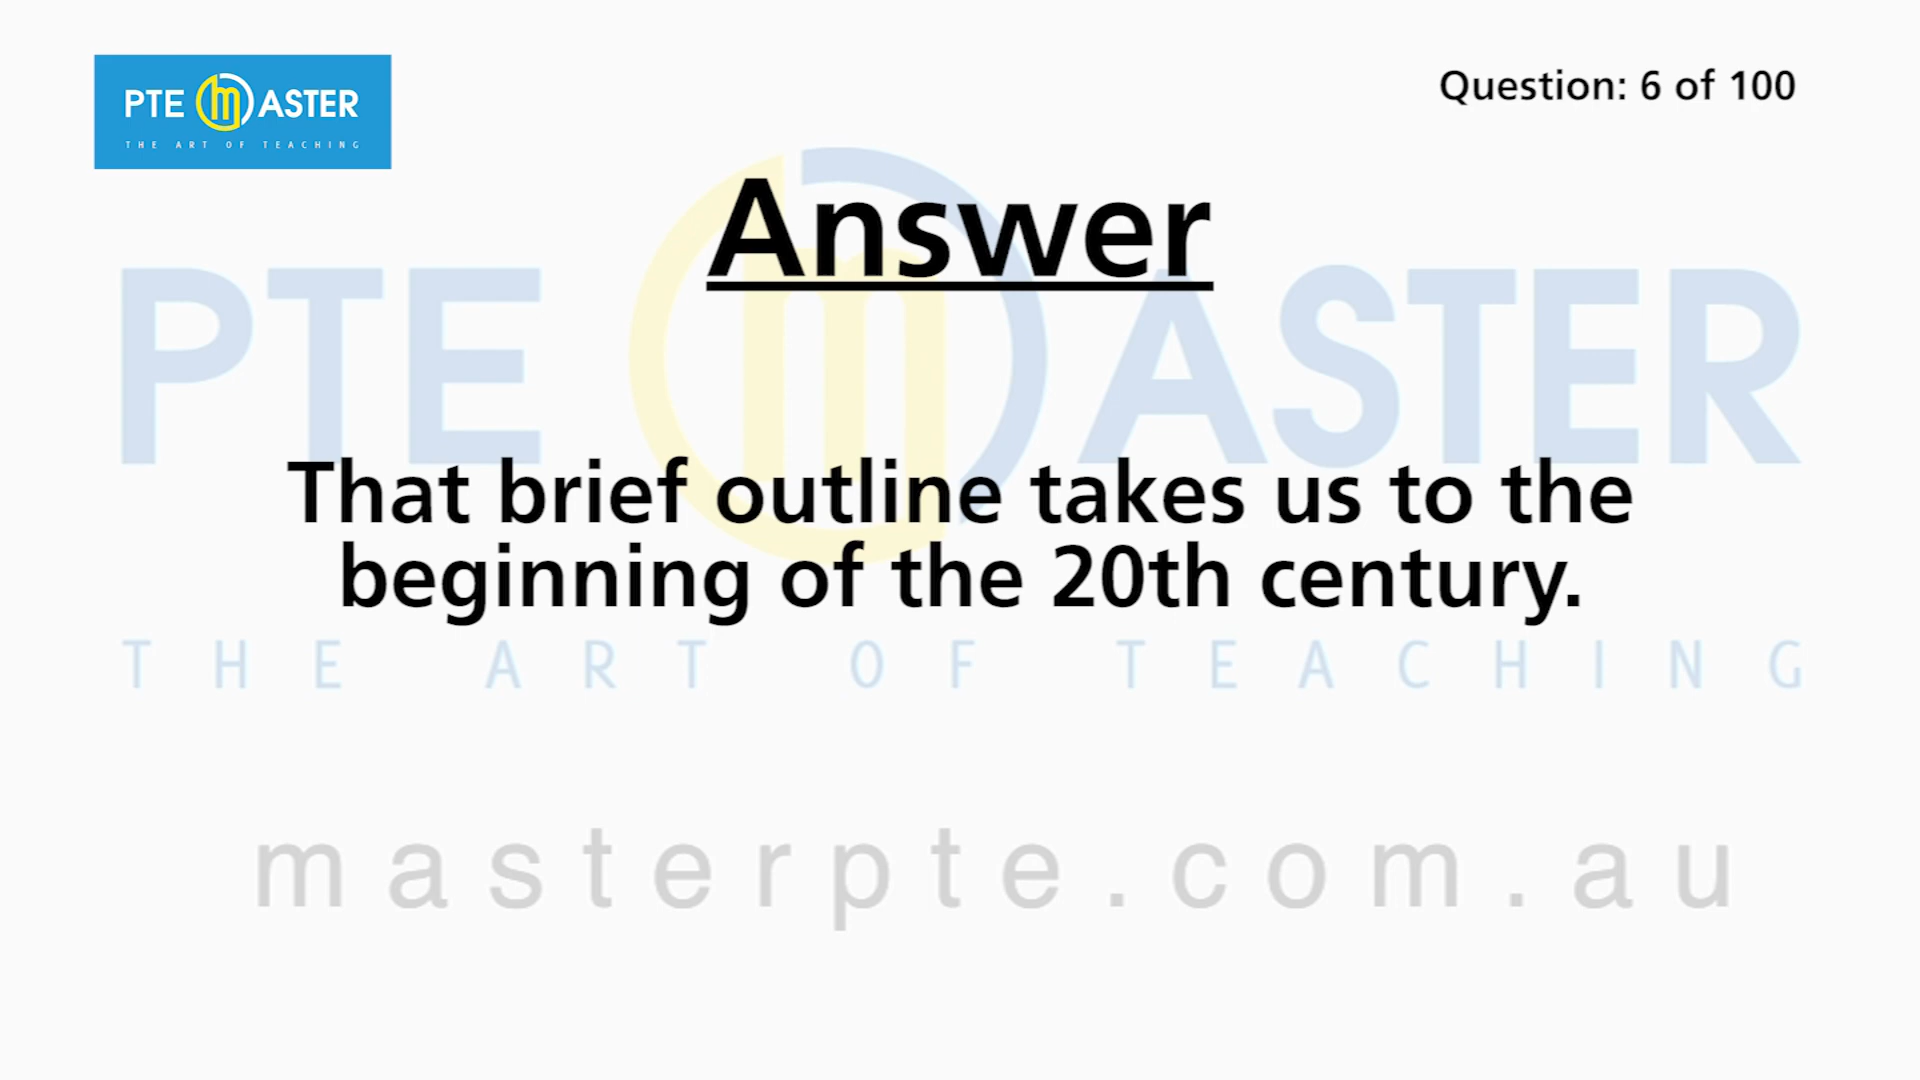 PTE MASTER
THE ART OF TEACHING
Question: 6 of 100
Answer
PTE MASTER
That brief outline takes us to the
beginning of the 20th century.
THE ART OF TEACHING
masterpte.com.au